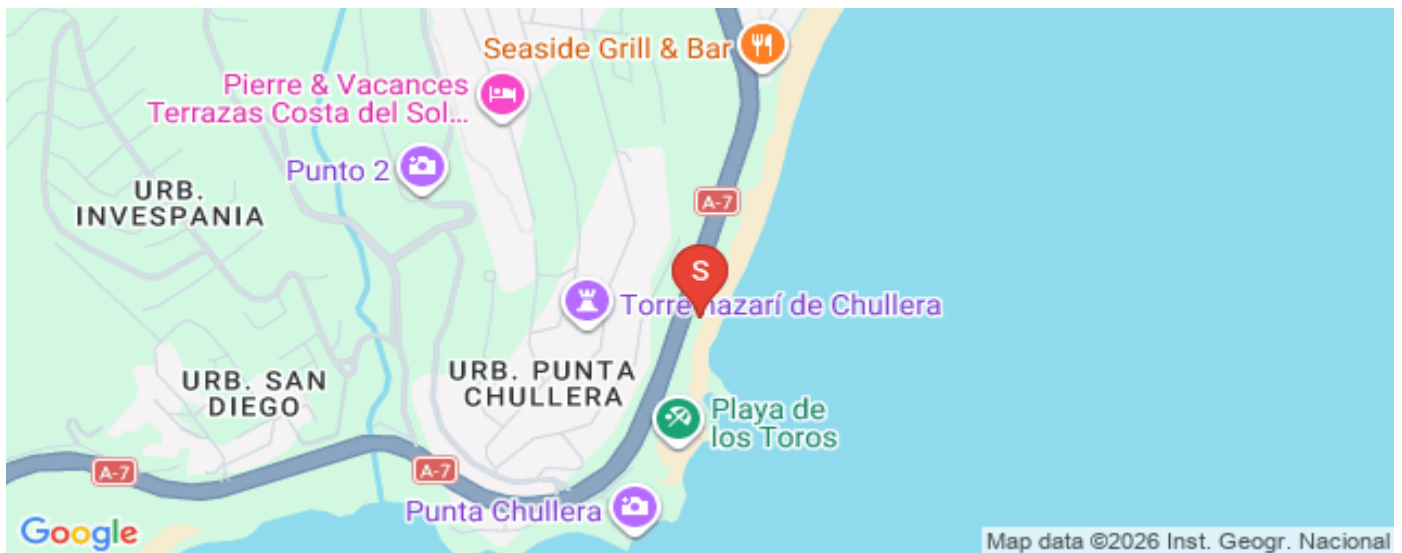 Seaside Grill & Bar
Pierre & Vacances
Terrazas Costa del Sol...
Punto 2
URB.
INVESPANIA
A-7
S
Torre nazarí de Chullera
URB. PUNTA
CHULLERA
URB. SAN
DIEGO
Playa de
los Toros
A-7
A-7
Punta Chullera
Google
Map data ©2026 Inst. Geogr. Nacional